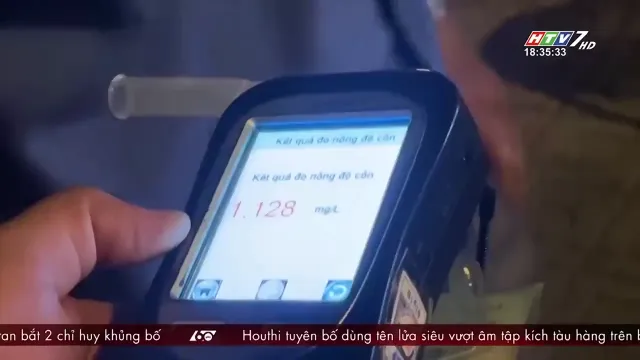 HTV7 HD
18:35:33
Kết quả đo nồng độ cồn
Kết quả đo nồng độ cồn
1.128 mg/L
ran bắt 2 chỉ huy khủng bố 60 Houthi tuyên bố dùng tên lửa siêu vượt âm tập kích tàu hàng trên b